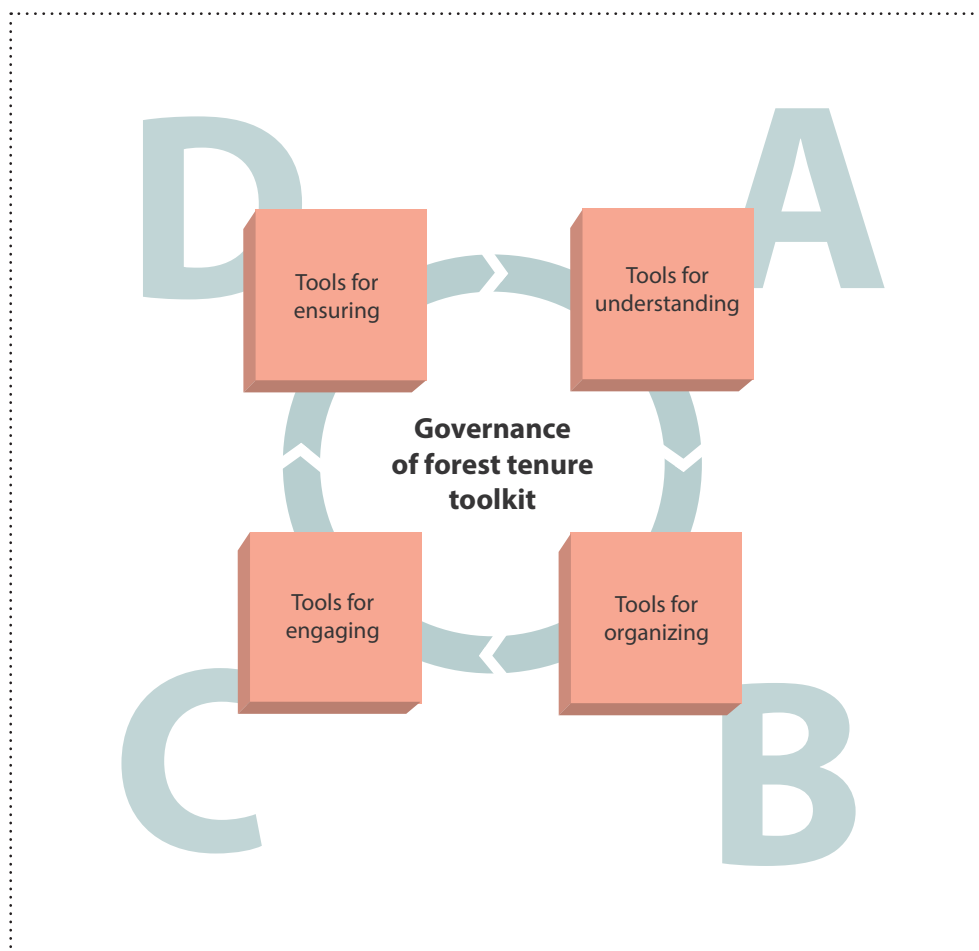 D
A
Tools for
ensuring
Tools for
understanding
Governance
of forest tenure
toolkit
Tools for
engaging
Tools for
organizing
C
B